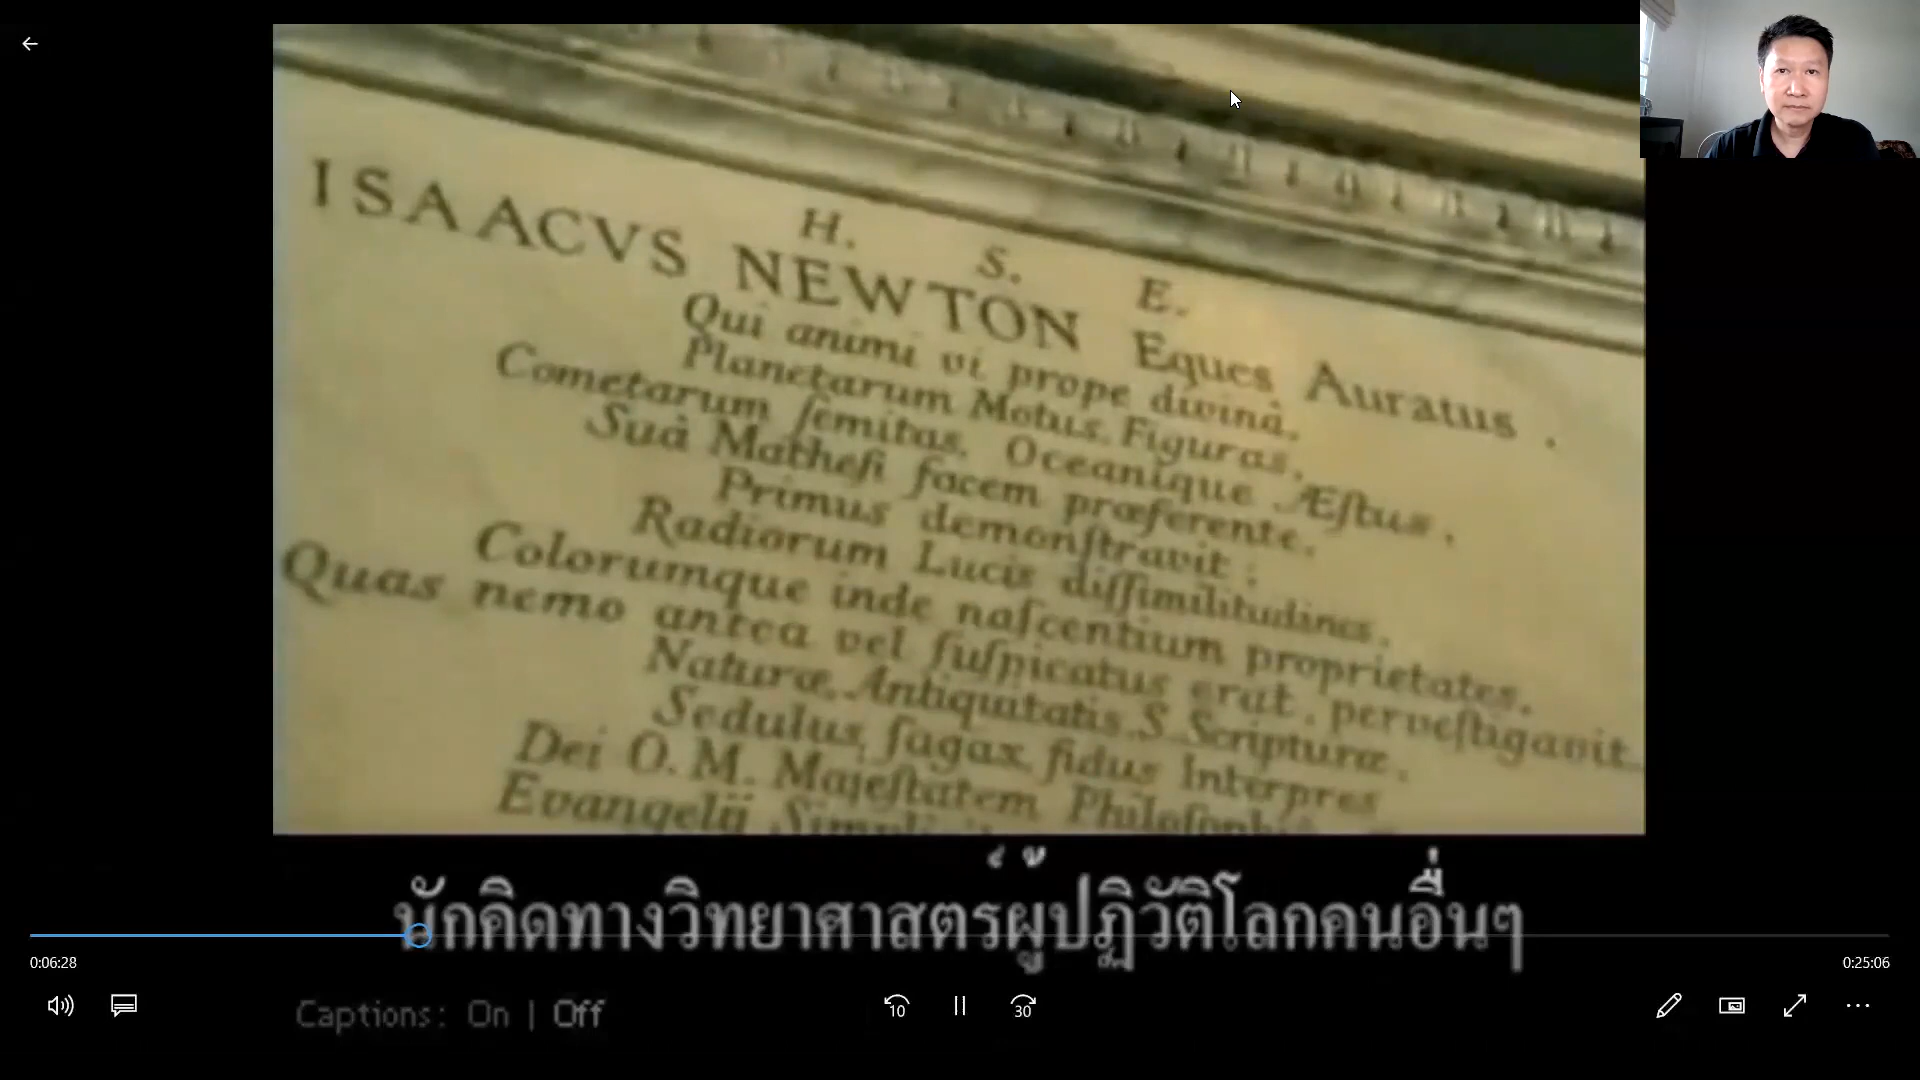 H. S. E.
ISAACVS NEWTON Eques Auratus.
Qui animi vi prope divinâ,
Planetarum Motus, Figuras,
Cometarum ſemitas, Oceanique Æſtus,
Suâ Matheſi facem præferente,
Primus demonſtravit:
Radiorum Lucis diſſimilitudines,
Colorumque inde naſcentium proprietates,
Quas nemo antea vel ſuſpicatus erat, perveſtigavit.
Naturæ, Antiquitatis, S. Scripturæ,
Sedulus, ſagax, fidus Interpres
Dei O. M. Majeſtatem
Evangelij
นักคิดทางวิทยาศาสตร์ผู้ปฏิวัติโลกคนอื่นๆ
0:06:28
0:25:06
Captions: On | Off
10
30